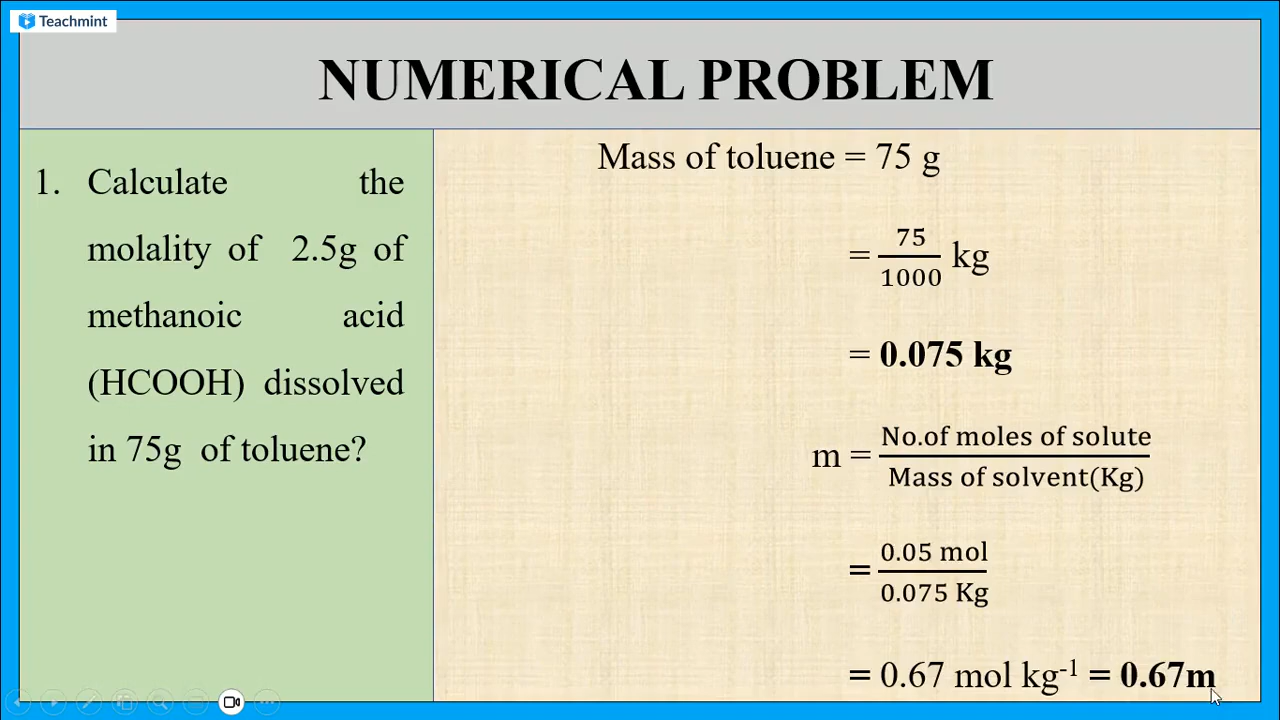 Teachmint
NUMERICAL PROBLEM
1. Calculate the
molality of 2.5g of
methanoic acid
(HCOOH) dissolved
in 75g of toluene?
Mass of toluene = 75 g
= 75/1000 kg
= 0.075 kg
m = No.of moles of solute/Mass of solvent(Kg)
= 0.05 mol/0.075 Kg
= 0.67 mol kg⁻¹ = 0.67m